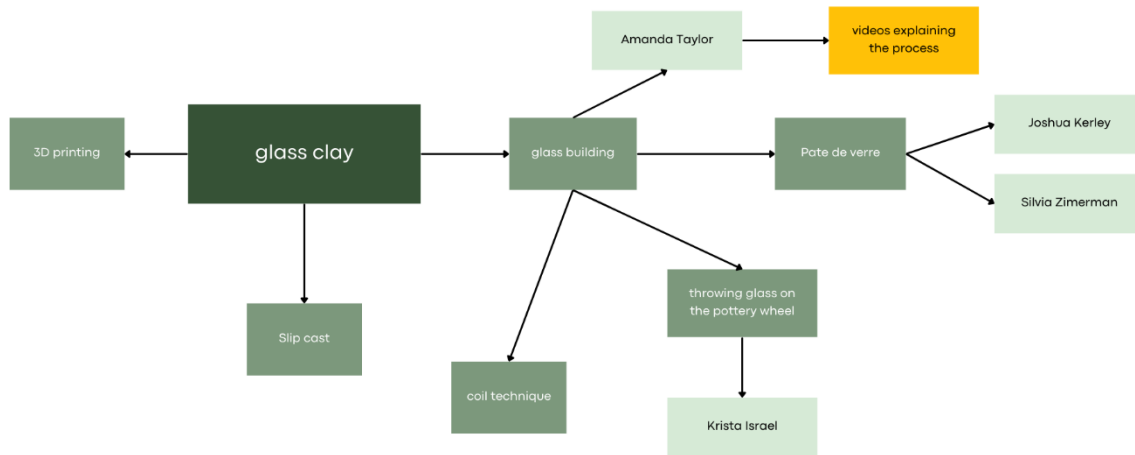 Amanda Taylor
videos explaining
the process
3D printing
glass clay
glass building
Pate de verre
Joshua Kerley
Silvia Zimerman
Slip cast
throwing glass on
the pottery wheel
coil technique
Krista Israel